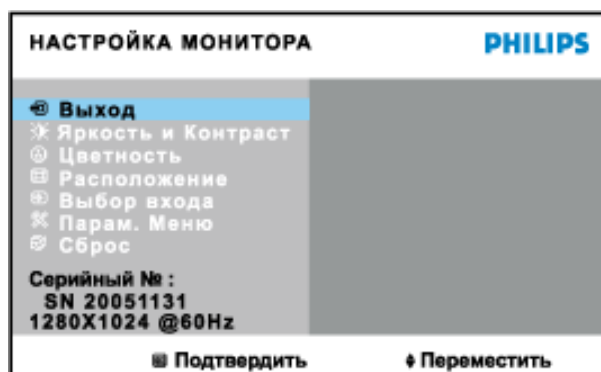 НАСТРОЙКА МОНИТОРА PHILIPS
Выход
Яркость и Контраст
Цветность
Расположение
Выбор входа
Парам. Меню
Сброс
Серийный № :
SN 20051131
1280X1024 @60Hz
Подтвердить Переместить